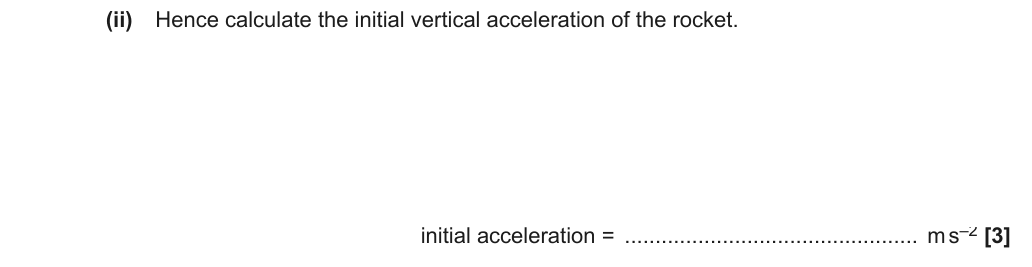 (ii) Hence calculate the initial vertical acceleration of the rocket.
initial acceleration = ................................................ m s⁻² [3]